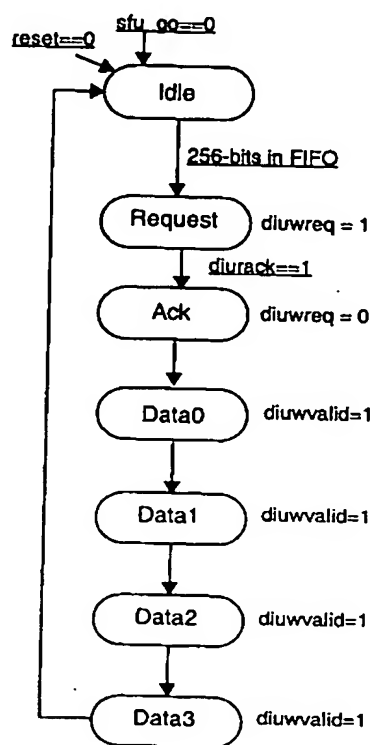 sfu_go==0
reset==0
Idle
256-bits in FIFO
Request
diuwreq = 1
diurack==1
Ack
diuwreq = 0
Data0
diuwvalid=1
Data1
diuwvalid=1
Data2
diuwvalid=1
Data3
diuwvalid=1